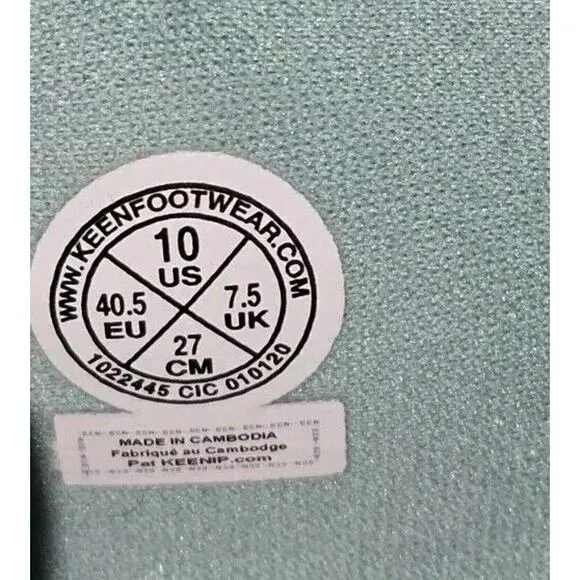 WWW.KEENFOOTWEAR.COM
10
US
40.5
EU
7.5
UK
27
CM
1022445 CIC 010120
MADE IN CAMBODIA
Fabriqué au Cambodge
Pat KEENIP.com